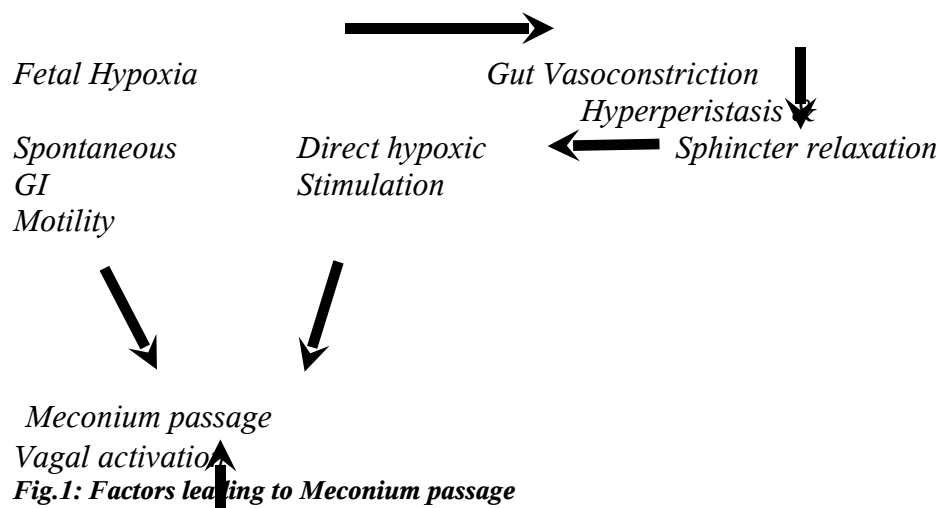 Fetal Hypoxia Gut Vasoconstriction
Hyperperistasis &
Spontaneous Direct hypoxic Sphincter relaxation
GI Stimulation
Motility
Meconium passage
Vagal activation
Fig.1: Factors leading to Meconium passage